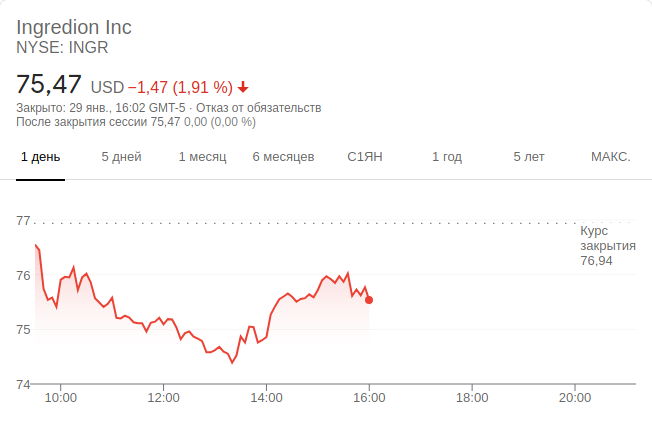 Ingredion Inc
NYSE: INGR
75,47 USD −1,47 (1,91 %)
Закрыто: 29 янв., 16:02 GMT-5 · Отказ от обязательств
После закрытия сессии 75,47 0,00 (0,00 %)
1 день 5 дней 1 месяц 6 месяцев С1ЯН 1 год 5 лет МАКС.
77
Курс
закрытия
76,94
76
75
74
10:00 12:00 14:00 16:00 18:00 20:00